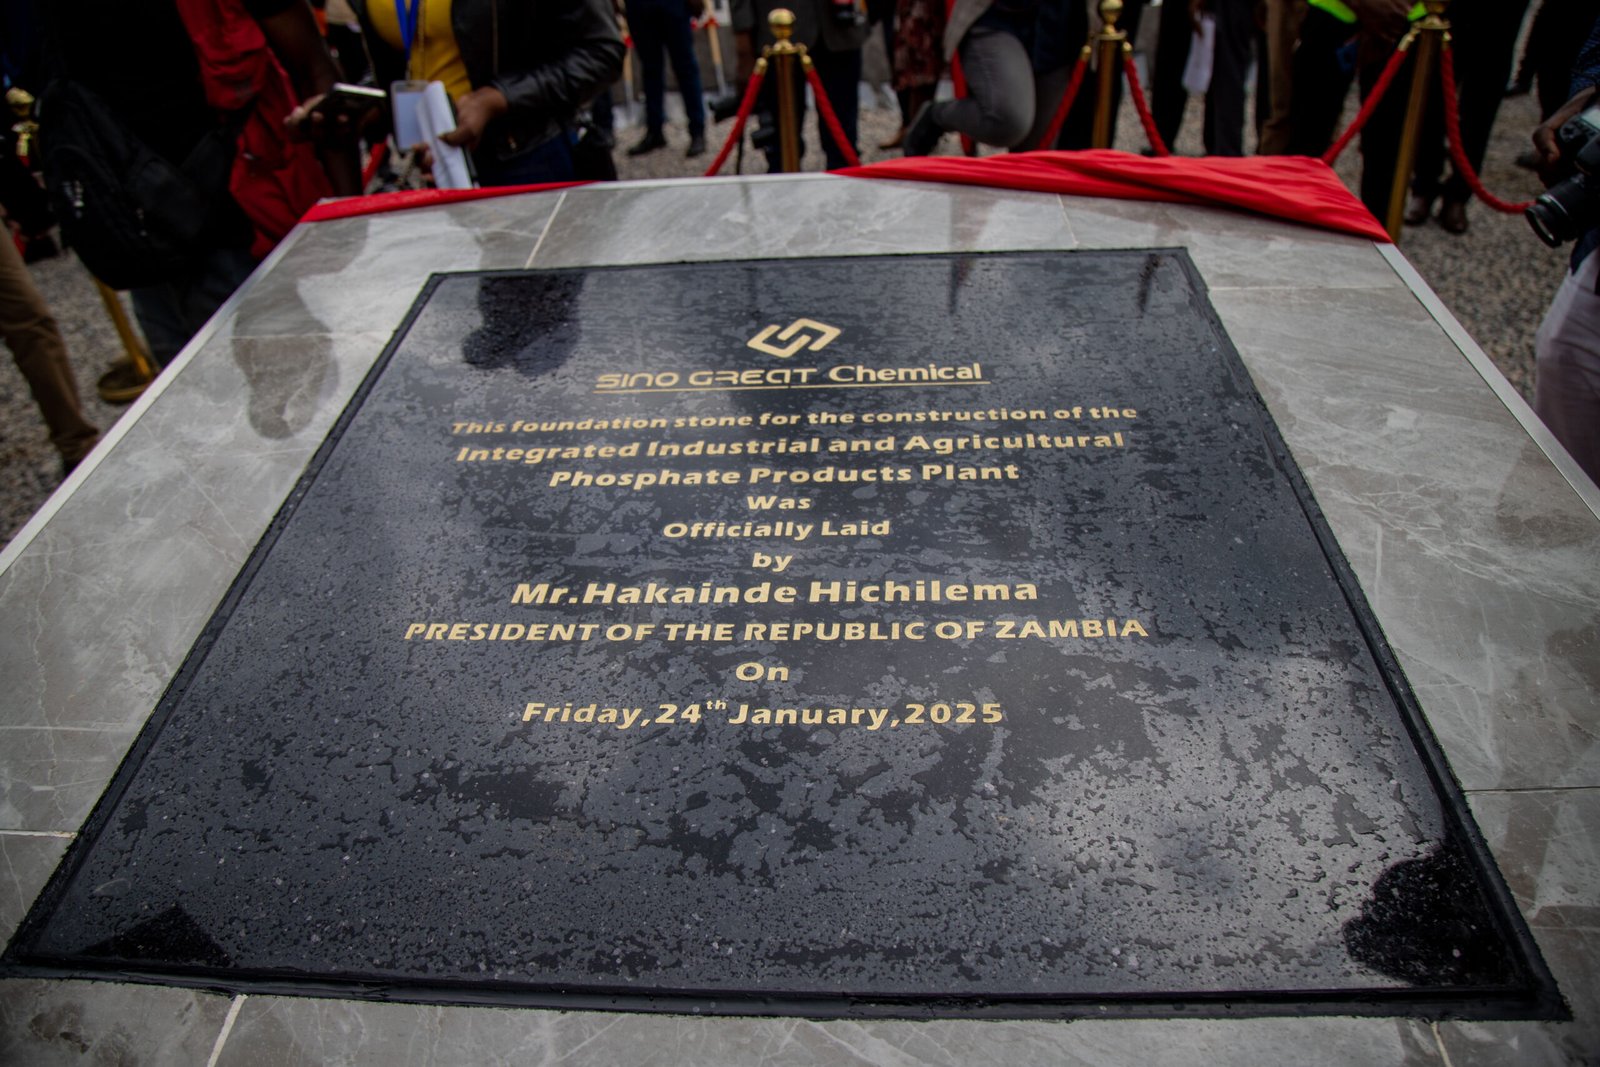 SINO GREAT Chemical
This foundation stone for the construction of the
Integrated Industrial and Agricultural
Phosphate Products Plant
Was
Officially Laid
by
Mr.Hakainde Hichilema
PRESIDENT OF THE REPUBLIC OF ZAMBIA
On
Friday,24th January,2025